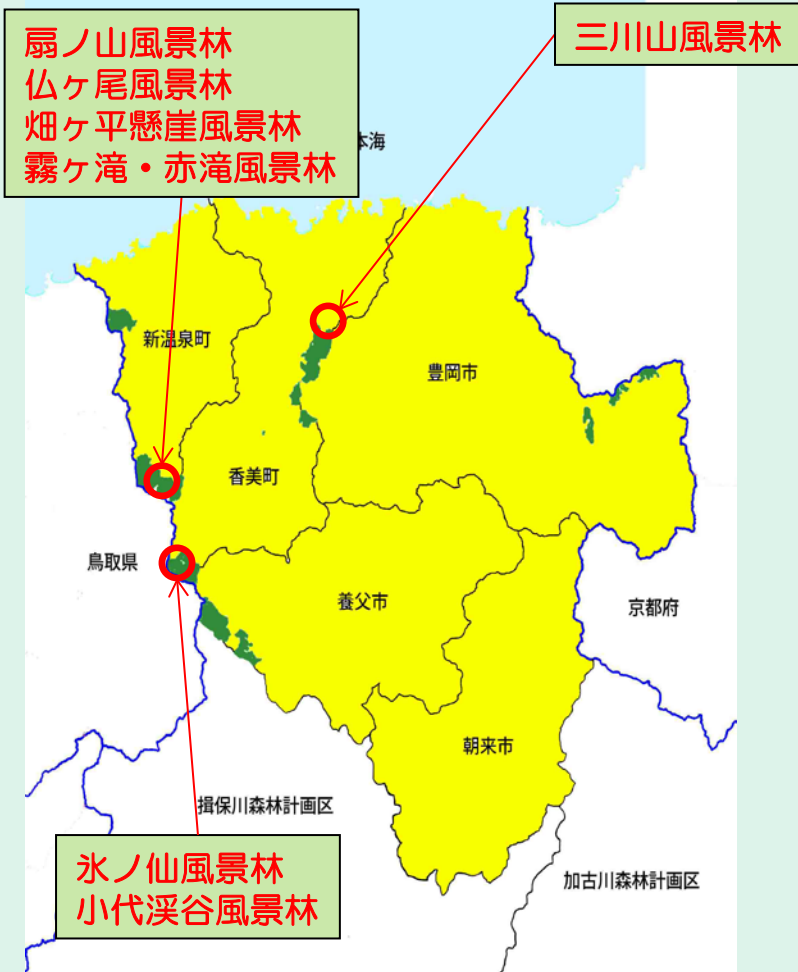 扇ノ山風景林
仏ヶ尾風景林
畑ヶ平懸崖風景林
霧ヶ滝・赤滝風景林
三川山風景林
本海
新温泉町
豊岡市
香美町
鳥取県
養父市
京都府
朝来市
揖保川森林計画区
加古川森林計画区
氷ノ仙風景林
小代渓谷風景林